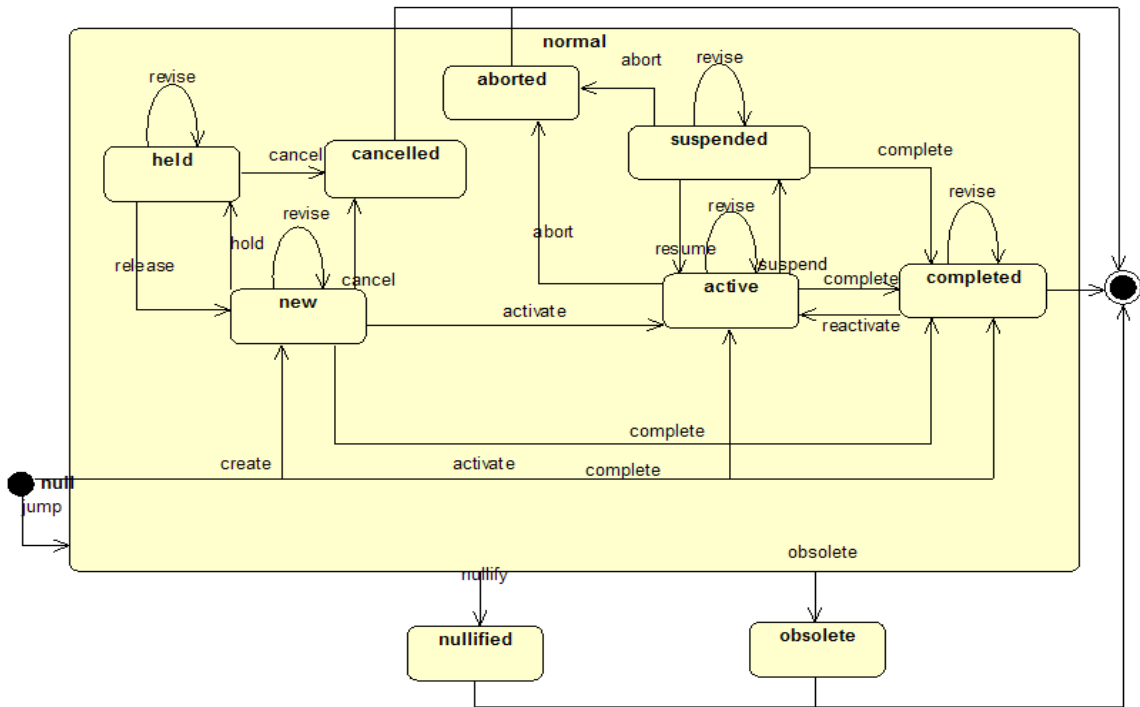 normal
revise
aborted
abort
revise
held
cancel
cancelled
suspended
complete
revise
revise
revise
release
hold
cancel
abort
resume
suspend
new
active
complete
completed
activate
reactivate
complete
create
activate
complete
null
jump
obsolete
nullify
nullified
obsolete